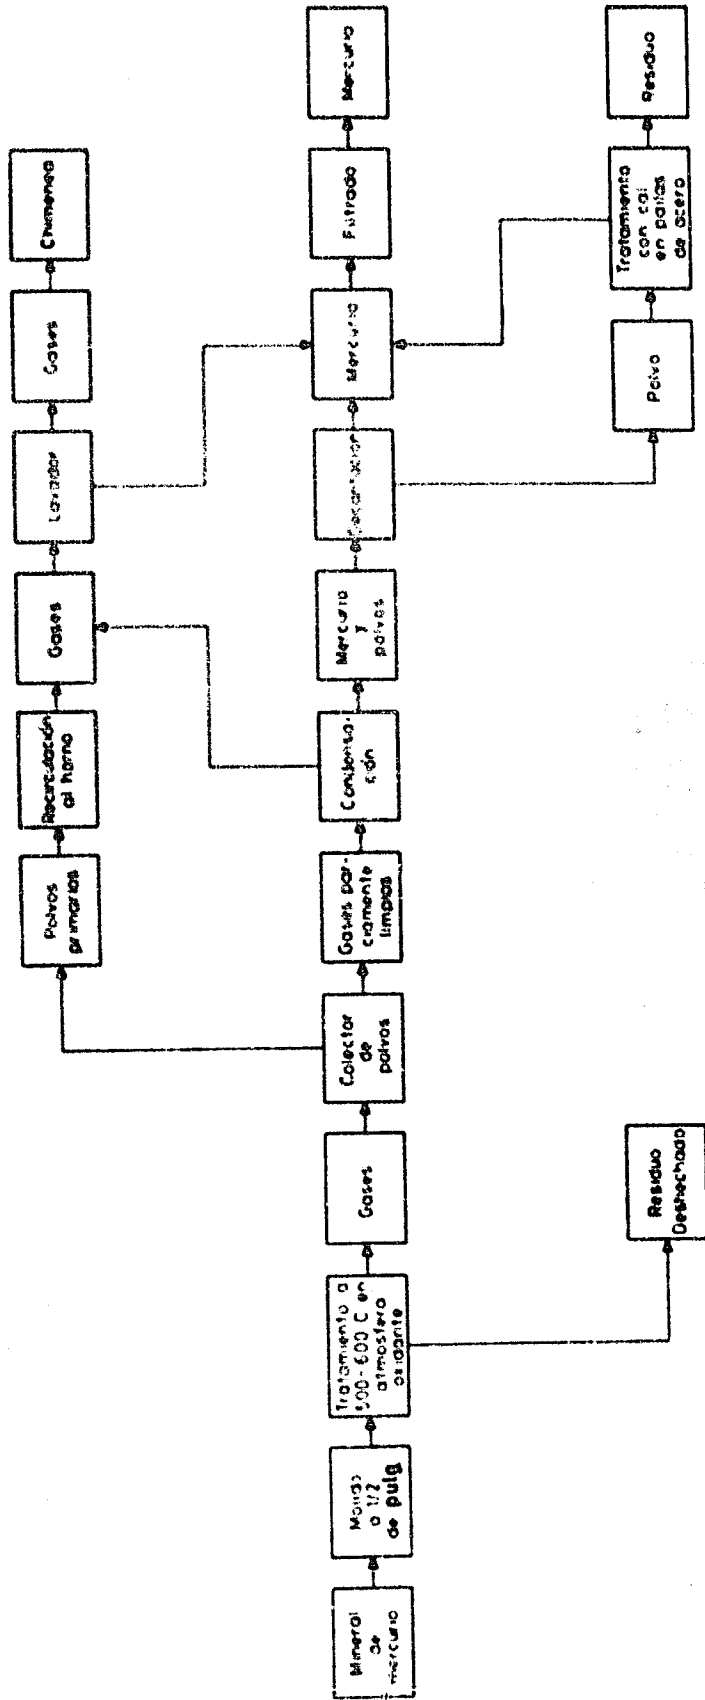 Mineral
de
mercurio
Molido
a 1/2
de pulg
Tratamiento a
500-600 C en
atmosfera
oxidante
Residuo
Deshechado
Gases
Colector
de
polvos
Polvos
primarios
Recirculación
al horno
Gases
Lavador
Gases
Chimenea
Gases par-
cialmente
limpios
Condensa-
ción
Mercurio
y
polvos
Decantación
Mercurio
Filtrado
Mercurio
Polvo
Tratamiento
con cal
en pailas
de acero
Residuo